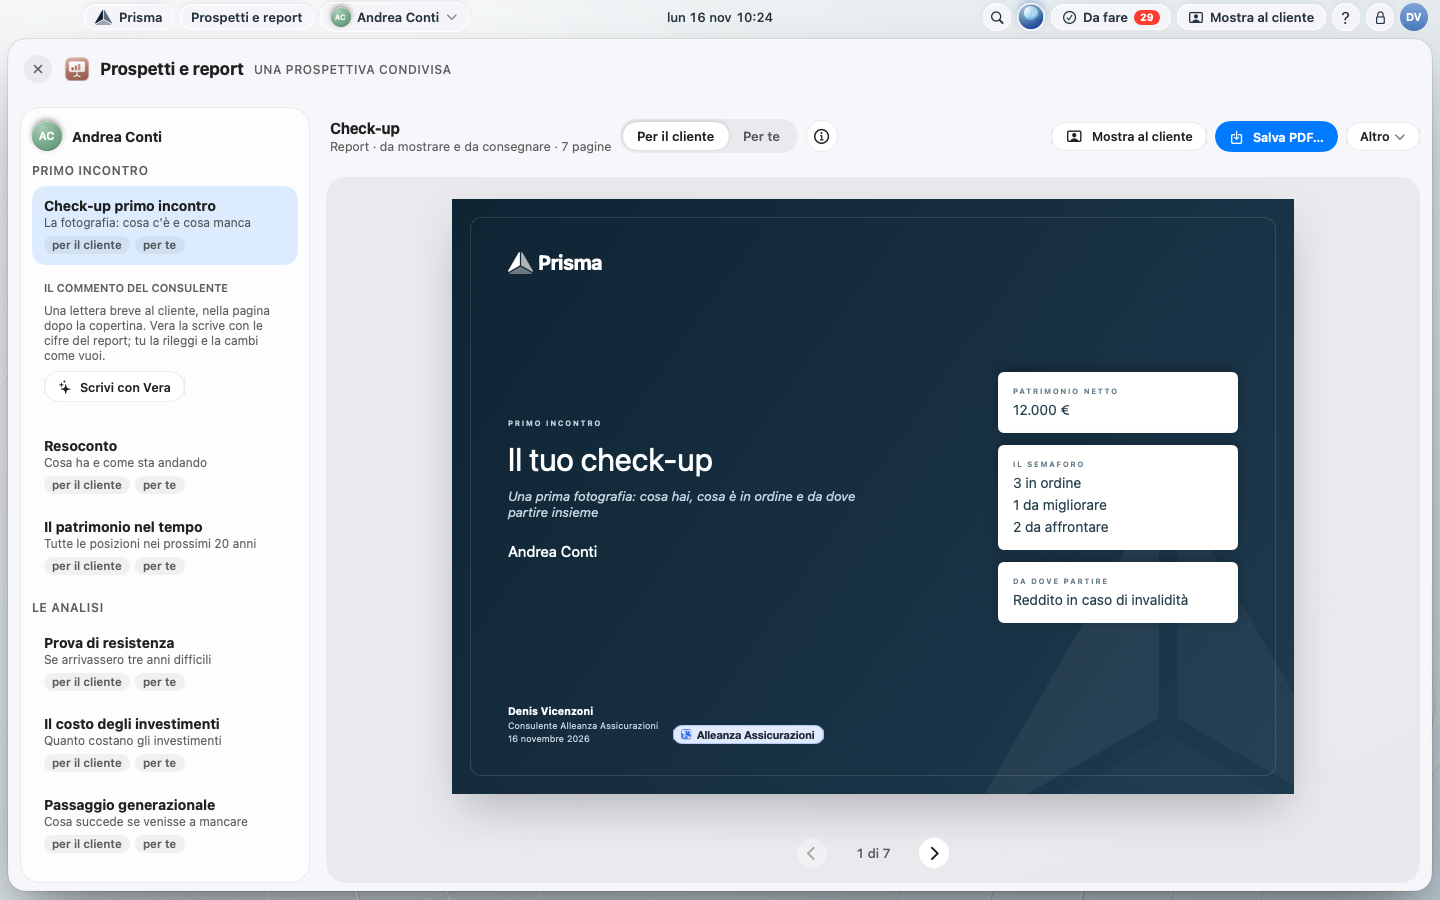 Prisma
Prospetti e report
AC Andrea Conti
lun 16 nov 10:24
Da fare 29
Mostra al cliente
?
DV
Prospetti e report UNA PROSPETTIVA CONDIVISA
AC Andrea Conti
PRIMO INCONTRO
Check-up primo incontro
La fotografia: cosa c'è e cosa manca
per il cliente per te
IL COMMENTO DEL CONSULENTE
Una lettera breve al cliente, nella pagina
dopo la copertina. Vera la scrive con le
cifre del report; tu la rileggi e la cambi
come vuoi.
Scrivi con Vera
Resoconto
Cosa ha e come sta andando
per il cliente per te
Il patrimonio nel tempo
Tutte le posizioni nei prossimi 20 anni
per il cliente per te
LE ANALISI
Prova di resistenza
Se arrivassero tre anni difficili
per il cliente per te
Il costo degli investimenti
Quanto costano gli investimenti
per il cliente per te
Passaggio generazionale
Cosa succede se venisse a mancare
per il cliente per te
Check-up
Report · da mostrare e da consegnare · 7 pagine
Per il cliente Per te
Mostra al cliente
Salva PDF...
Altro
Prisma
PRIMO INCONTRO
Il tuo check-up
Una prima fotografia: cosa hai, cosa è in ordine e da dove
partire insieme
Andrea Conti
PATRIMONIO NETTO
12.000 €
IL SEMAFORO
3 in ordine
1 da migliorare
2 da affrontare
DA DOVE PARTIRE
Reddito in caso di invalidità
Denis Vicenzoni
Consulente Alleanza Assicurazioni
16 novembre 2026
Alleanza Assicurazioni
1 di 7